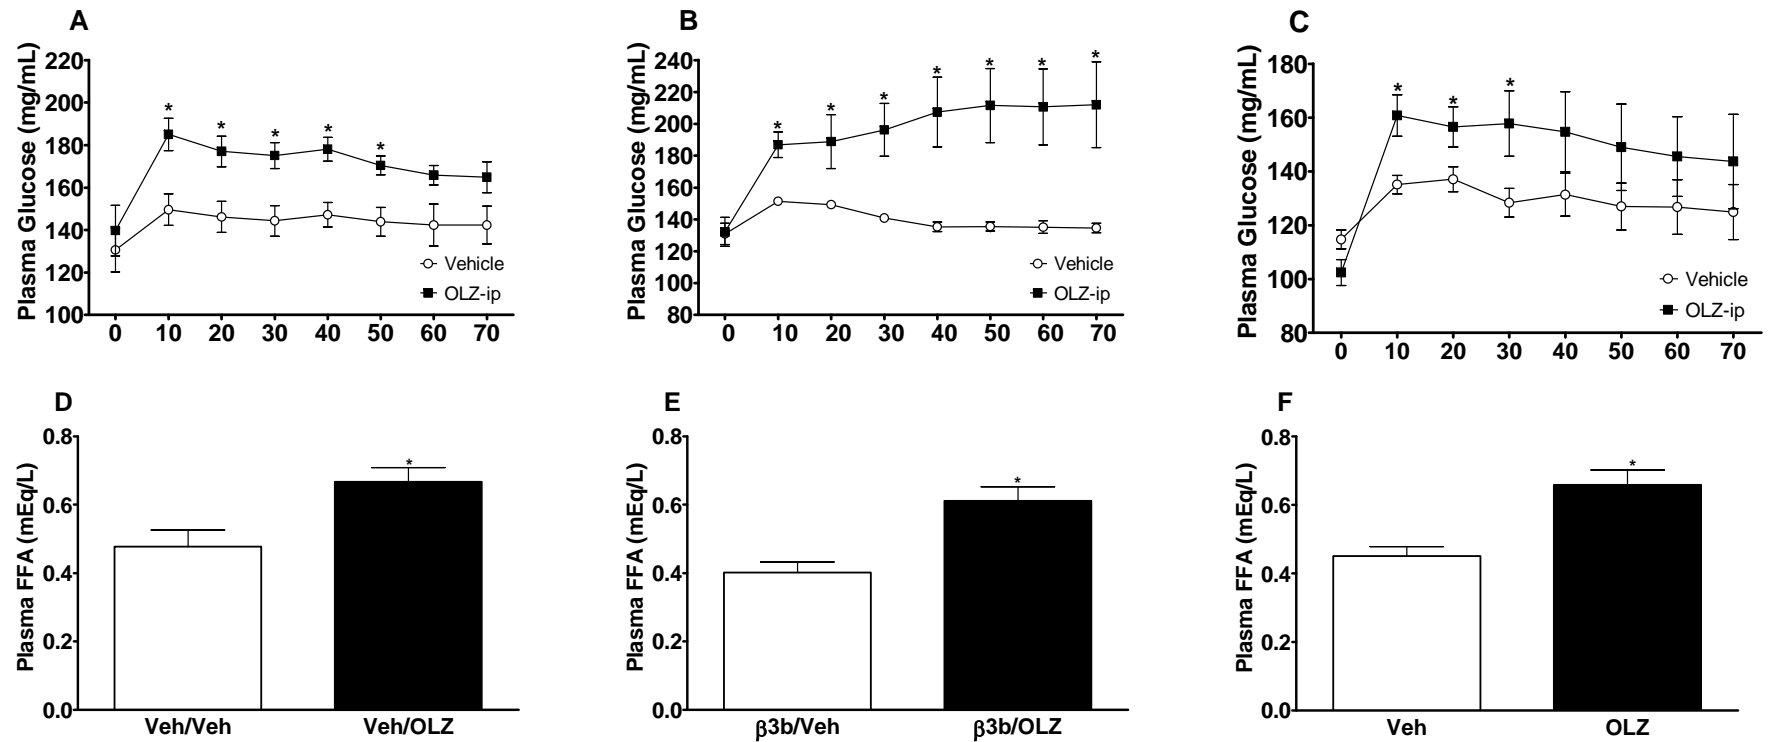 A
Plasma Glucose (mg/mL)
220
200
180
160
140
120
100
* * * * *
Vehicle
OLZ-ip
0 10 20 30 40 50 60 70
B
Plasma Glucose (mg/mL)
240
220
200
180
160
140
120
100
80
* * * * * * *
Vehicle
OLZ-ip
0 10 20 30 40 50 60 70
C
Plasma Glucose (mg/mL)
180
160
140
120
100
80
* * *
Vehicle
OLZ-ip
0 10 20 30 40 50 60 70
D
Plasma FFA (mEq/L)
0.8
0.6
0.4
0.2
0.0
*
Veh/Veh Veh/OLZ
E
Plasma FFA (mEq/L)
0.8
0.6
0.4
0.2
0.0
*
β3b/Veh β3b/OLZ
F
Plasma FFA (mEq/L)
0.8
0.6
0.4
0.2
0.0
*
Veh OLZ